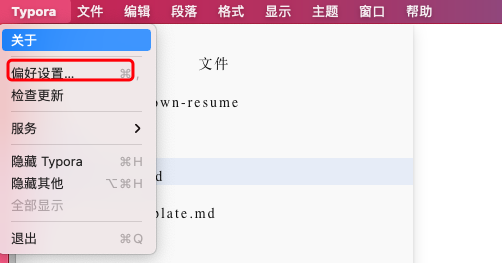 Typora 文件 编辑 段落 格式 显示 主题 窗口 帮助
关于
文件
偏好设置... ⌘,
检查更新
own-resume
服务
隐藏 Typora ⌘H
d
隐藏其他 ⌥⌘H
全部显示
plate.md
退出 ⌘Q